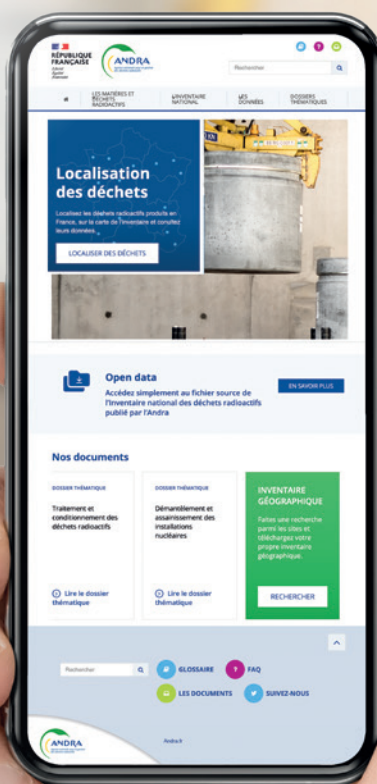 RÉPUBLIQUE
FRANÇAISE
Liberté
Égalité
Fraternité
ANDRA
Rechercher
LES MATIÈRES ET
DÉCHETS
RADIOACTIFS
L'INVENTAIRE
NATIONAL
LES
DONNÉES
DOSSIERS
THÉMATIQUES
Localisation
des déchets
Localisez les déchets radioactifs produits en
France, sur la carte de l'Inventaire et consultez
leurs données.
LOCALISER DES DÉCHETS
Open data
Accédez simplement au fichier source de
l'Inventaire national des déchets radioactifs
publié par l'Andra
EN SAVOIR PLUS
Nos documents
DOSSIER THÉMATIQUE
Traitement et
conditionnement des
déchets radioactifs
Lire le dossier
thématique
DOSSIER THÉMATIQUE
Démantèlement et
assainissement des
installations
nucléaires
Lire le dossier
thématique
INVENTAIRE
GÉOGRAPHIQUE
Faites une recherche
parmi les sites et
téléchargez votre
propre inventaire
géographique.
RECHERCHER
Rechercher
GLOSSAIRE
? FAQ
LES DOCUMENTS
SUIVEZ-NOUS
ANDRA
Andra.fr